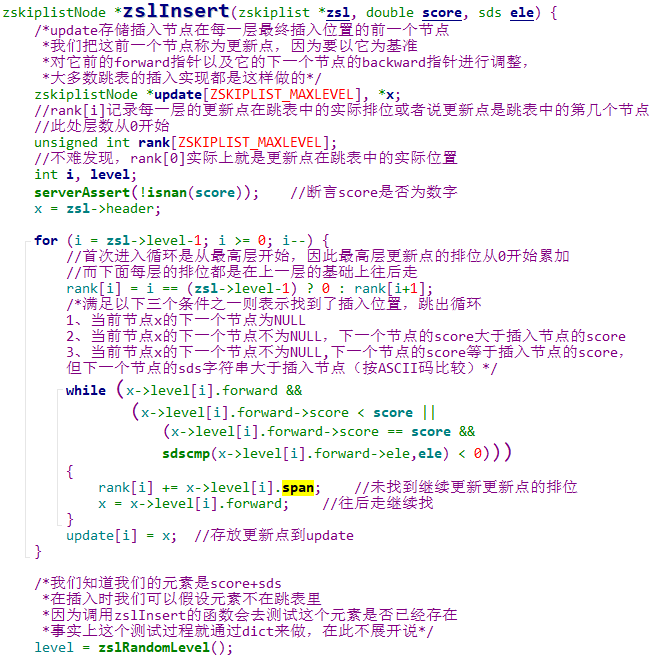 zskiplistNode *zslInsert(zskiplist *zsl, double score, sds ele) {
/*update存储插入节点在每一层最终插入位置的前一个节点
*我们把这前一个节点称为更新点，因为要以它为基准
*对它前的forward指针以及它的下一个节点的backward指针进行调整，
*大多数跳表的插入实现都是这样做的*/
zskiplistNode *update[ZSKIPLIST_MAXLEVEL], *x;
//rank[i]记录每一层的更新点在跳表中的实际排位或者说更新点是跳表中的第几个节点
//此处层数从0开始
unsigned int rank[ZSKIPLIST_MAXLEVEL];
//不难发现，rank[0]实际上就是更新点在跳表中的实际位置
int i, level;
serverAssert(!isnan(score)); //断言score是否为数字
x = zsl->header;
for (i = zsl->level-1; i >= 0; i--) {
//首次进入循环是从最高层开始，因此最高层更新点的排位从0开始累加
//而下面每层的排位都是在上一层的基础上往后走
rank[i] = i == (zsl->level-1) ? 0 : rank[i+1];
/*满足以下三个条件之一则表示找到了插入位置，跳出循环
1、当前节点x的下一个节点为NULL
2、当前节点x的下一个节点不为NULL，下一个节点的score大于插入节点的score
3、当前节点x的下一个节点不为NULL,下一个节点的score等于插入节点的score，
但下一个节点的sds字符串大于插入节点（按ASCII码比较）*/
while (x->level[i].forward &&
(x->level[i].forward->score < score ||
(x->level[i].forward->score == score &&
sdscmp(x->level[i].forward->ele,ele) < 0)))
{
rank[i] += x->level[i].span; //未找到继续更新更新点的排位
x = x->level[i].forward; //往后走继续找
}
update[i] = x; //存放更新点到update
}
/*我们知道我们的元素是score+sds
*在插入时我们可以假设元素不在跳表里
*因为调用zslInsert的函数会去测试这个元素是否已经存在
*事实上这个测试过程就通过dict来做，在此不展开说*/
level = zslRandomLevel();